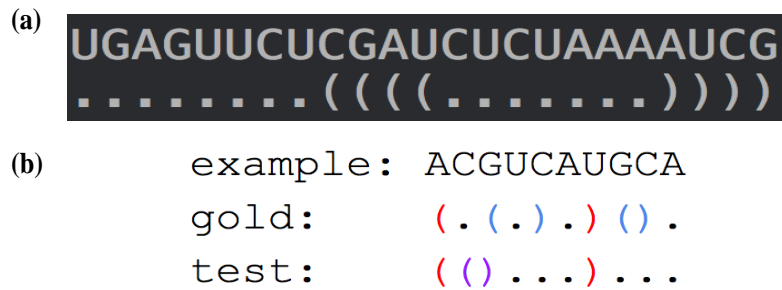 (a)
UGAGUUCUCGAUCUCUAAAAUCG
........((((.......))))
(b)
example: ACGUCAUGCA
gold: (.(.).)().
test: (()...)...